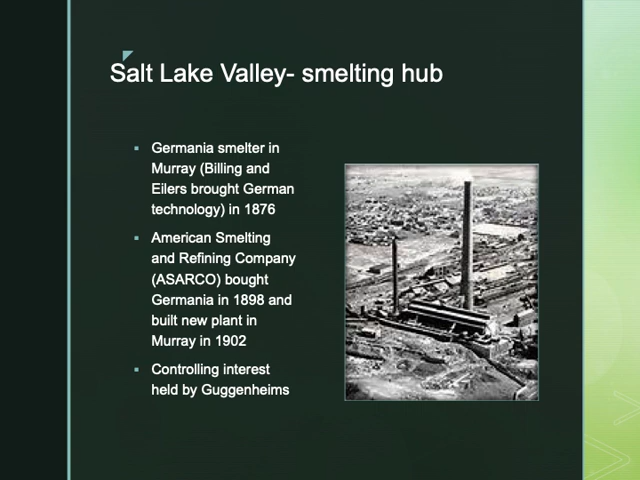 Salt Lake Valley- smelting hub
Germania smelter in
Murray (Billing and
Eilers brought German
technology) in 1876
American Smelting
and Refining Company
(ASARCO) bought
Germania in 1898 and
built new plant in
Murray in 1902
Controlling interest
held by Guggenheims